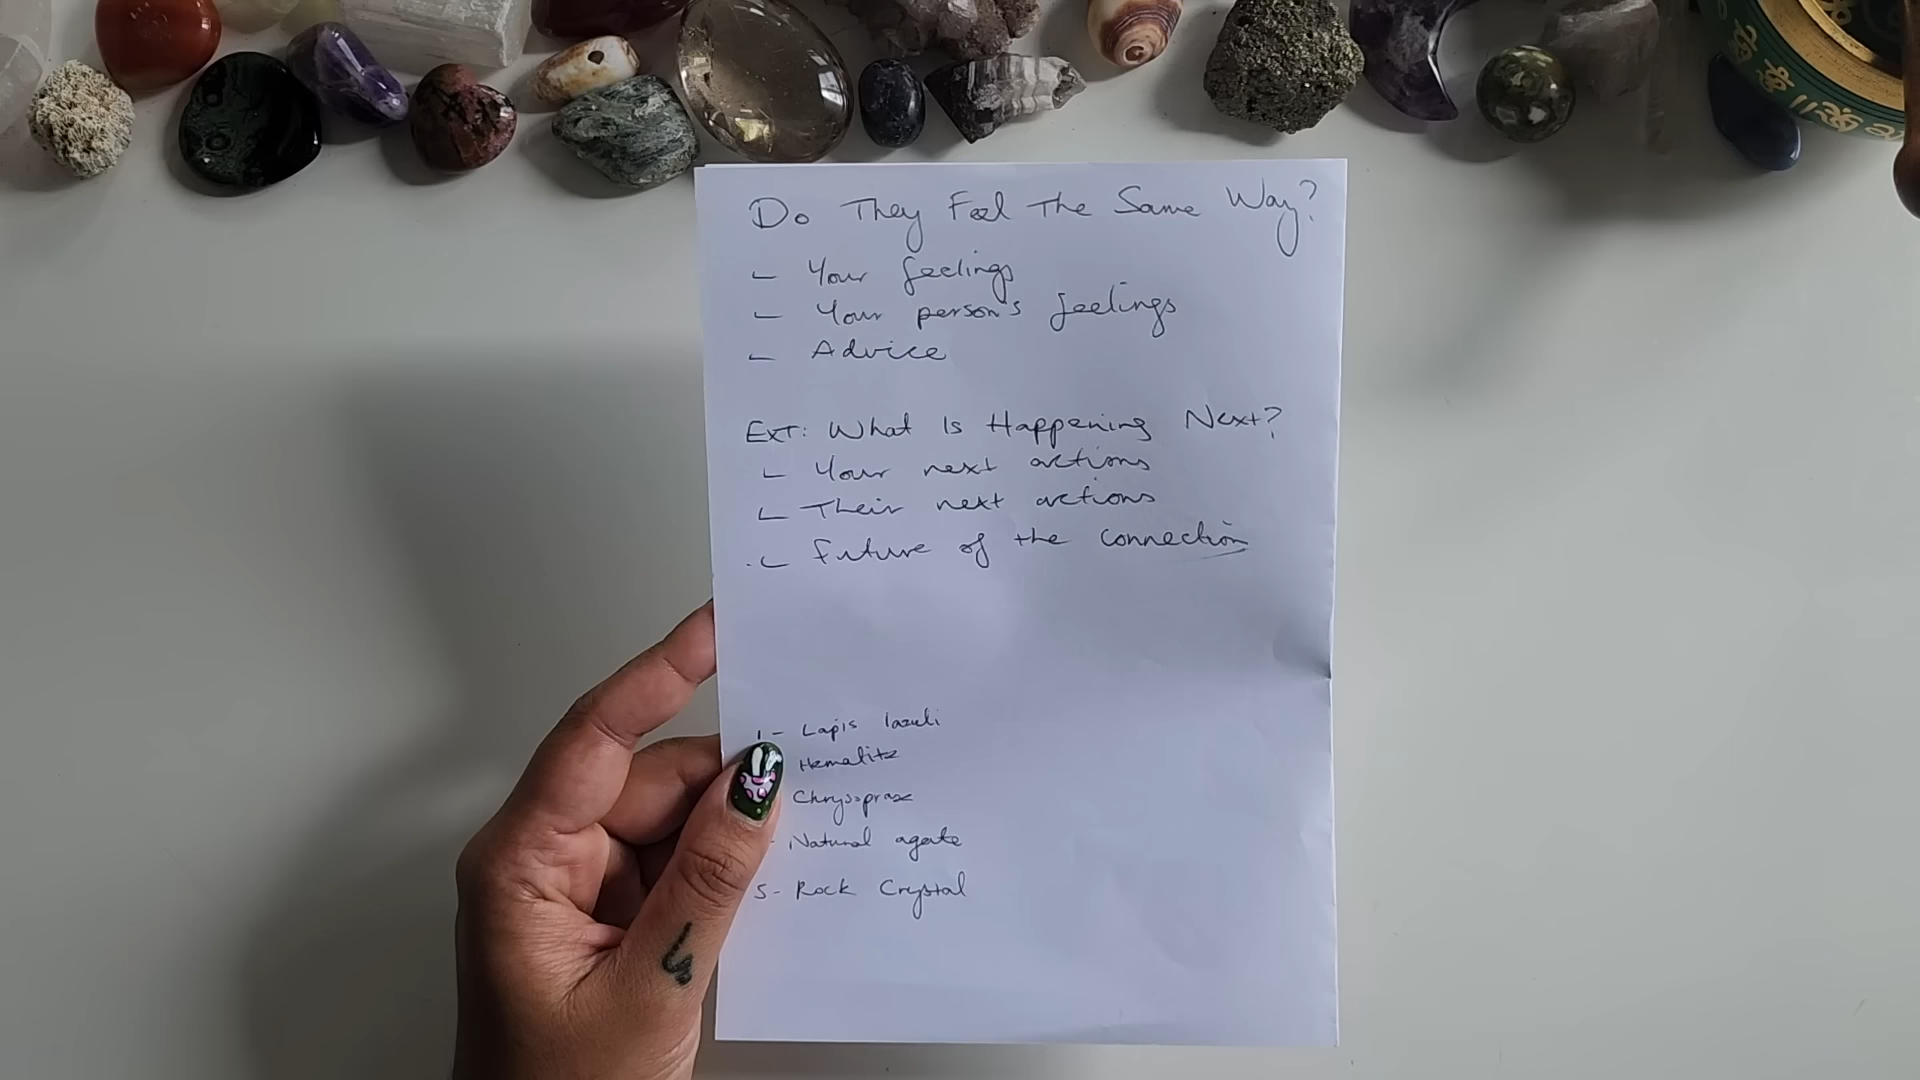 Do They Feel The Same Way?
- Your feelings
- Your person's feelings
- Advice
Ext: What Is Happening Next?
- Your next actions
- Their next actions
- Future of the connection
1- Lapis lazuli
Hematite
Chrysoprase
- Natural agate
5- Rock Crystal